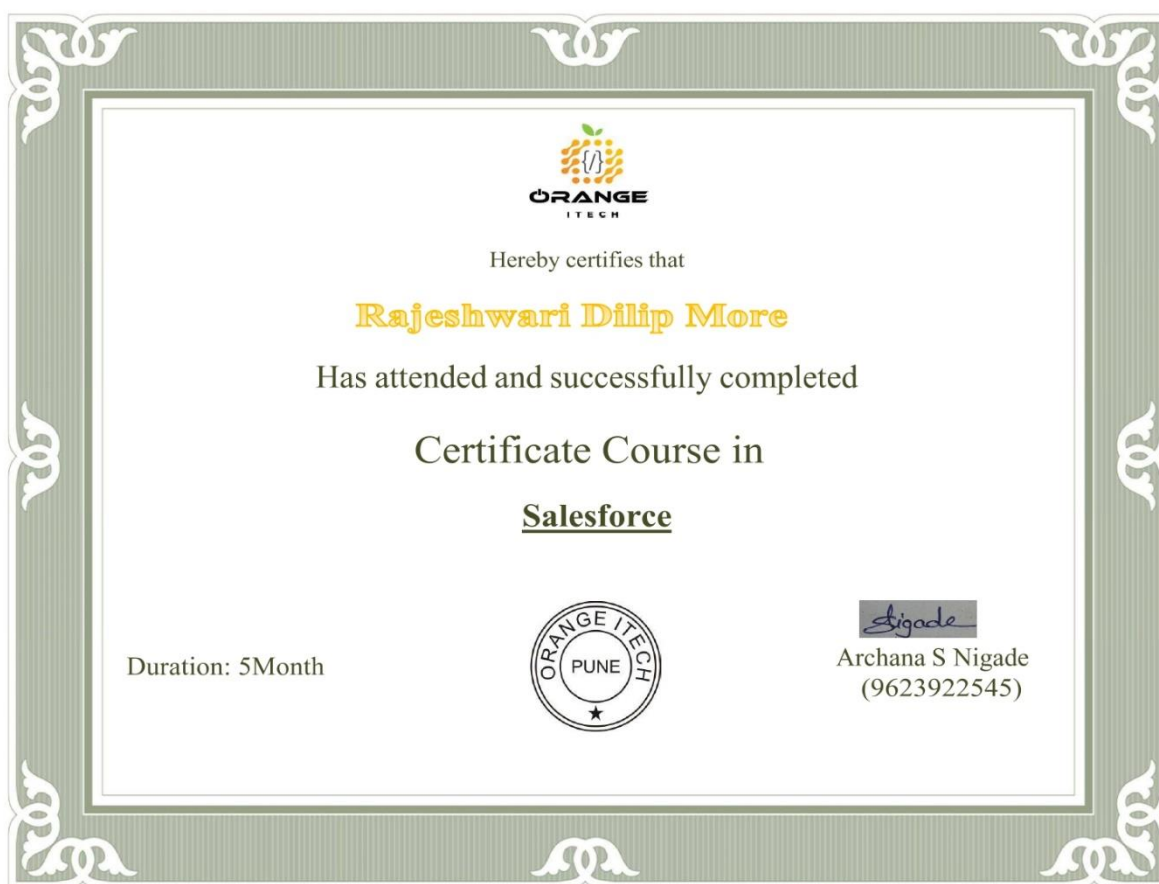 {/}
ORANGE
ITECH
Hereby certifies that
Rajeshwari Dilip More
Has attended and successfully completed
Certificate Course in
Salesforce
Duration: 5Month
ORANGE ITECH
PUNE
Archana S Nigade
(9623922545)